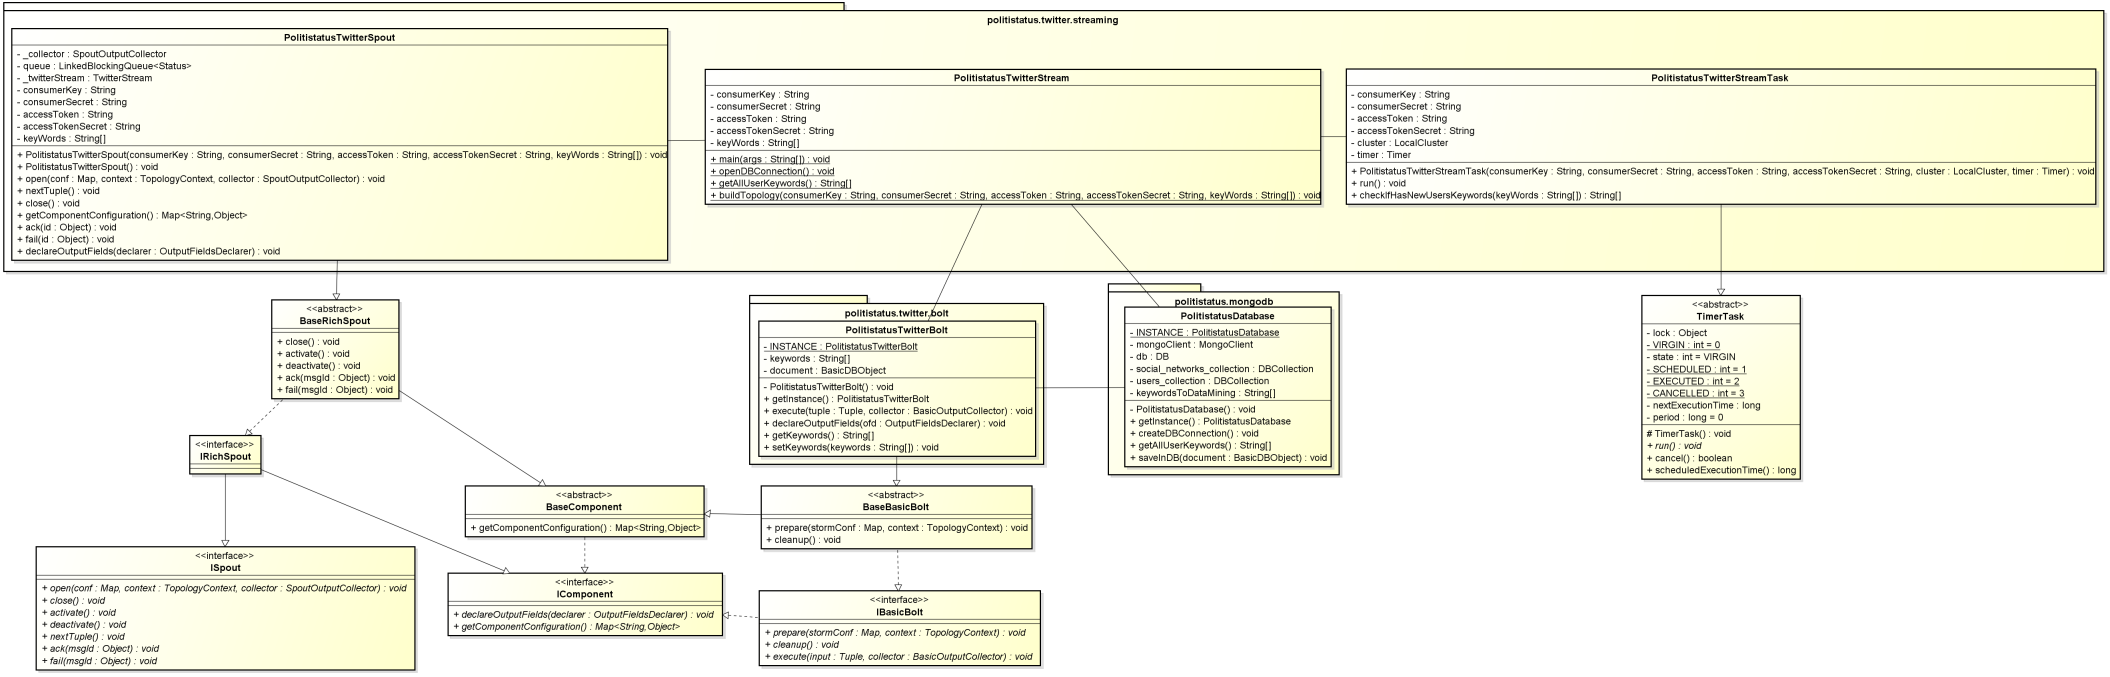 politistatus.twitter.streaming
PolitistatusTwitterSpout
- _collector : SpoutOutputCollector
- queue : LinkedBlockingQueue<Status>
- _twitterStream : TwitterStream
- consumerKey : String
- consumerSecret : String
- accessToken : String
- accessTokenSecret : String
- keyWords : String[]
+ PolitistatusTwitterSpout(consumerKey : String, consumerSecret : String, accessToken : String, accessTokenSecret : String, keyWords : String[]) : void
+ PolitistatusTwitterSpout() : void
+ open(conf : Map, context : TopologyContext, collector : SpoutOutputCollector) : void
+ nextTuple() : void
+ close() : void
+ getComponentConfiguration() : Map<String,Object>
+ ack(id : Object) : void
+ fail(id : Object) : void
+ declareOutputFields(declarer : OutputFieldsDeclarer) : void
PolitistatusTwitterStream
- consumerKey : String
- consumerSecret : String
- accessToken : String
- accessTokenSecret : String
- keyWords : String[]
+ main(args : String[]) : void
+ openDBConnection() : void
+ getAllUserKeywords() : String[]
+ buildTopology(consumerKey : String, consumerSecret : String, accessToken : String, accessTokenSecret : String, keyWords : String[]) : void
PolitistatusTwitterStreamTask
- consumerKey : String
- consumerSecret : String
- accessToken : String
- accessTokenSecret : String
- cluster : LocalCluster
- timer : Timer
+ PolitistatusTwitterStreamTask(consumerKey : String, consumerSecret : String, accessToken : String, accessTokenSecret : String, cluster : LocalCluster, timer : Timer) : void
+ run() : void
+ checkIfHasNewUsersKeywords(keyWords : String[]) : String[]
<<abstract>>
BaseRichSpout
+ close() : void
+ activate() : void
+ deactivate() : void
+ ack(msgId : Object) : void
+ fail(msgId : Object) : void
politistatus.twitter.bolt
PolitistatusTwitterBolt
- INSTANCE : PolitistatusTwitterBolt
- keywords : String[]
- document : BasicDBObject
- PolitistatusTwitterBolt() : void
+ getInstance() : PolitistatusTwitterBolt
+ execute(tuple : Tuple, collector : BasicOutputCollector) : void
+ declareOutputFields(ofd : OutputFieldsDeclarer) : void
+ getKeywords() : String[]
+ setKeywords(keywords : String[]) : void
politistatus.mongodb
PolitistatusDatabase
- INSTANCE : PolitistatusDatabase
- mongoClient : MongoClient
- db : DB
- social_networks_collection : DBCollection
- users_collection : DBCollection
- keywordsToDataMining : String[]
- PolitistatusDatabase() : void
+ getInstance() : PolitistatusDatabase
+ createDBConnection() : void
+ getAllUserKeywords() : String[]
+ saveInDB(document : BasicDBObject) : void
<<abstract>>
TimerTask
- lock : Object
- VIRGIN : int = 0
- state : int = VIRGIN
- SCHEDULED : int = 1
- EXECUTED : int = 2
- CANCELLED : int = 3
- nextExecutionTime : long
- period : long = 0
# TimerTask() : void
+ run() : void
+ cancel() : boolean
+ scheduledExecutionTime() : long
<<interface>>
IRichSpout
<<abstract>>
BaseComponent
+ getComponentConfiguration() : Map<String,Object>
<<abstract>>
BaseBasicBolt
+ prepare(stormConf : Map, context : TopologyContext) : void
+ cleanup() : void
<<interface>>
ISpout
+ open(conf : Map, context : TopologyContext, collector : SpoutOutputCollector) : void
+ close() : void
+ activate() : void
+ deactivate() : void
+ nextTuple() : void
+ ack(msgId : Object) : void
+ fail(msgId : Object) : void
<<interface>>
IComponent
+ declareOutputFields(declarer : OutputFieldsDeclarer) : void
+ getComponentConfiguration() : Map<String,Object>
<<interface>>
IBasicBolt
+ prepare(stormConf : Map, context : TopologyContext) : void
+ cleanup() : void
+ execute(input : Tuple, collector : BasicOutputCollector) : void